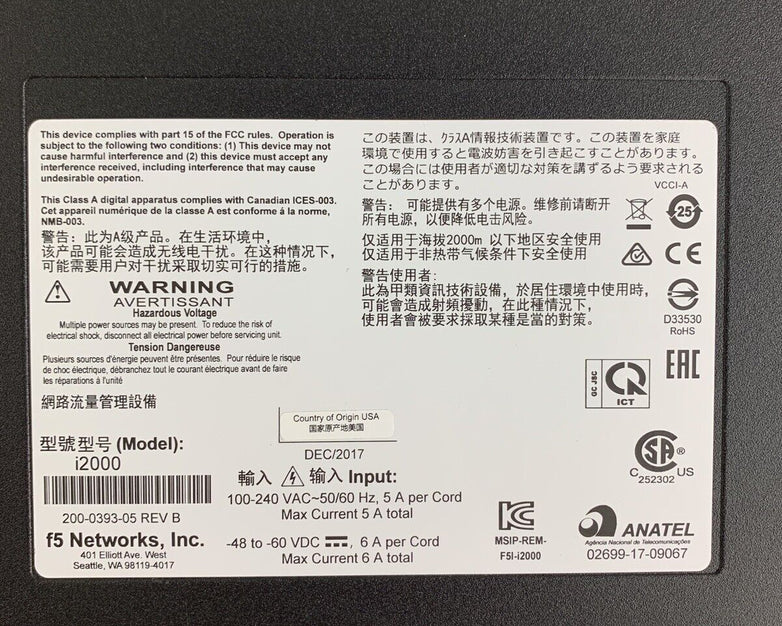 This device complies with part 15 of the FCC rules. Operation is
subject to the following two conditions: (1) This device may not
cause harmful interference and (2) this device must accept any
interference received, including interference that may cause
undesirable operation.
This Class A digital apparatus complies with Canadian ICES-003.
Cet appareil numérique de la classe A est conforme á la norme,
NMB-003.
警告：此为A级产品。在生活环境中，
该产品可能会造成无线电干扰。在这种情况下，
可能需要用户对干扰采取切实可行的措施。
WARNING
AVERTISSANT
Hazardous Voltage
Multiple power sources may be present. To reduce the risk of
electrical shock, disconnect all electrical power before servicing unit.
Tension Dangereuse
Plusieurs sources d'énergie peuvent être présentes. Pour réduire le risque
de choc électrique, débranchez tout le courant électrique avant de faire
les réparations à l'unité
網路流量管理設備
型號型号 (Model):
i2000
200-0393-05 REV B
f5 Networks, Inc.
401 Elliott Ave. West
Seattle, WA 98119-4017
Country of Origin USA
国家原产地美国
DEC/2017
輸入 输入 Input:
100-240 VAC~50/60 Hz, 5 A per Cord
Max Current 5 A total
-48 to -60 VDC , 6 A per Cord
Max Current 6 A total
この装置は、クラスA情報技術装置です。この装置を家庭
環境で使用すると電波妨害を引き起こすことがあります。
この場合には使用者が適切な対策を講ずるよう要求される
ことがあります。
VCCI-A
警告：可能提供有多个电源。维修前请断开
所有电源，以便降低电击风险。
仅适用于海拔2000m 以下地区安全使用
仅适用于非热带气候条件下安全使用
警告使用者：
此為甲類資訊技術設備，於居住環境中使用時，
可能會造成射頻擾動，在此種情況下，
使用者會被要求採取某種是當的對策。
25
CE
D33530
RoHS
EAC
GC JSC
ICT
CSA ®
C US
252302
MSIP-REM-
F5I-i2000
ANATEL
Agência Nacional de Telecomunicações
02699-17-09067